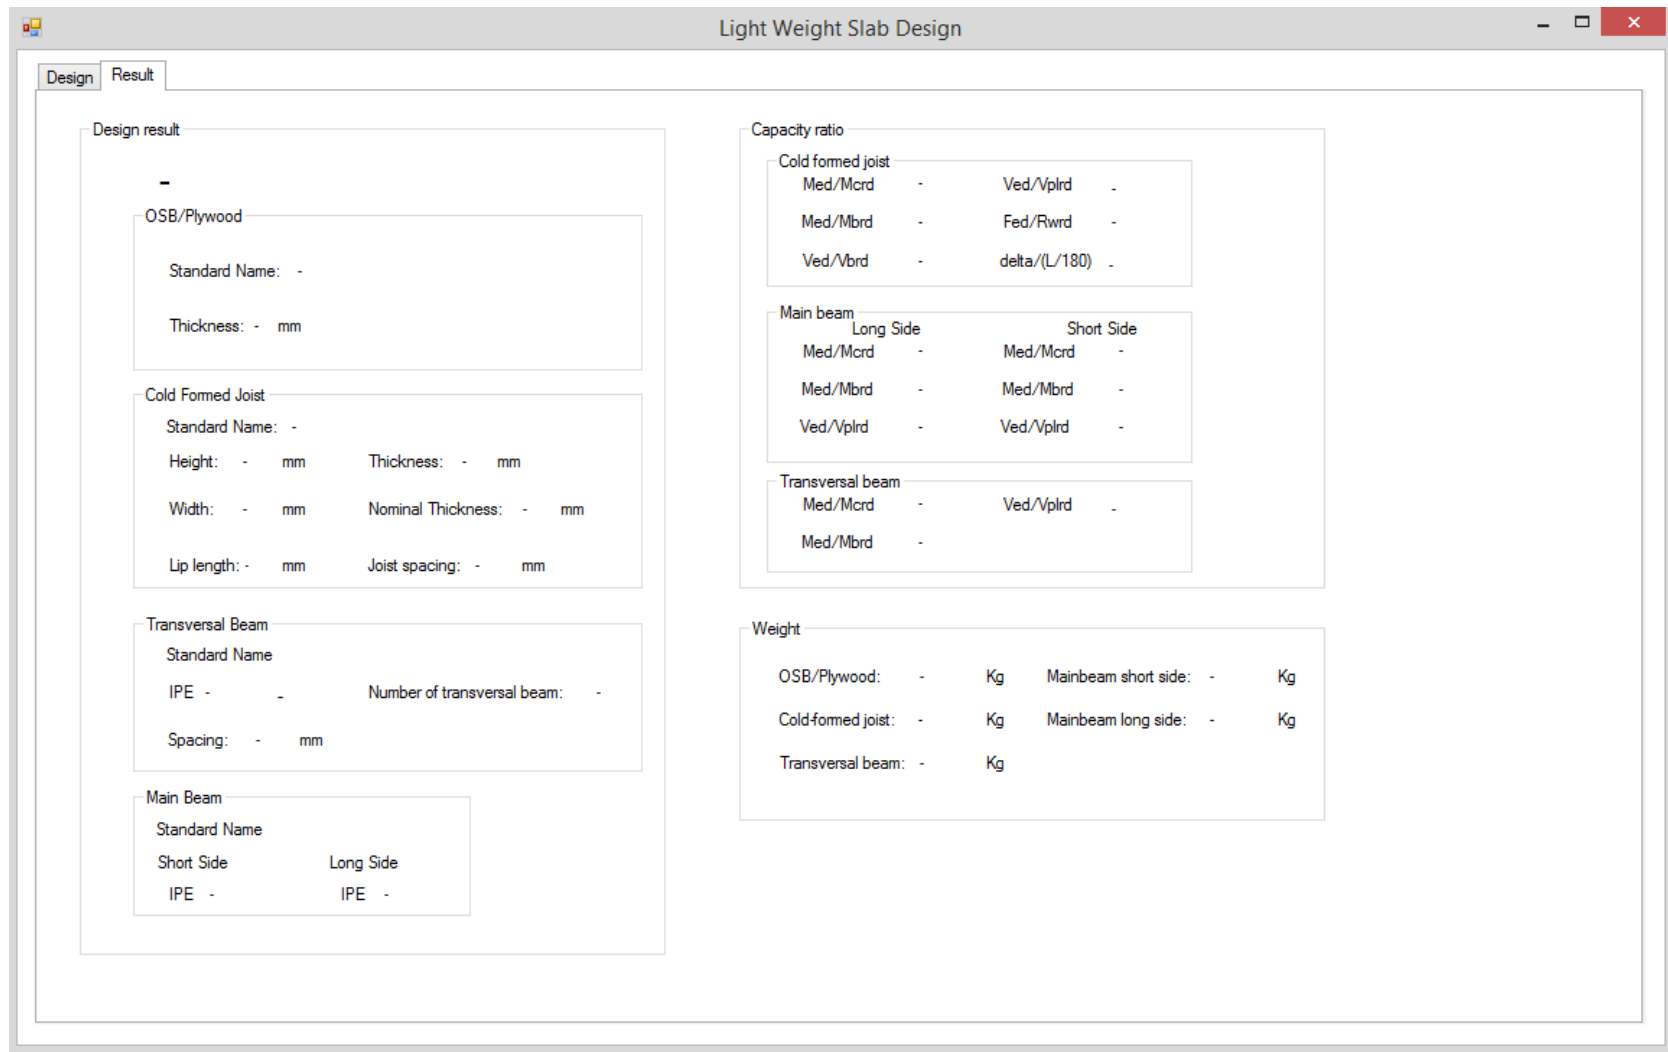 Light Weight Slab Design
Design Result
Design result
-
OSB/Plywood
Standard Name: -
Thickness: - mm
Cold Formed Joist
Standard Name: -
Height: - mm Thickness: - mm
Width: - mm Nominal Thickness: - mm
Lip length: - mm Joist spacing: - mm
Transversal Beam
Standard Name
IPE - - Number of transversal beam: -
Spacing: - mm
Main Beam
Standard Name
Short Side Long Side
IPE - IPE -
Capacity ratio
Cold formed joist
Med/Mcrd - Ved/Vplrd -
Med/Mbrd - Fed/Rwrd -
Ved/Vbrd - delta/(L/180) -
Main beam
Long Side Short Side
Med/Mcrd - Med/Mcrd -
Med/Mbrd - Med/Mbrd -
Ved/Vplrd - Ved/Vplrd -
Transversal beam
Med/Mcrd - Ved/Vplrd -
Med/Mbrd -
Weight
OSB/Plywood: - Kg Mainbeam short side: - Kg
Cold-formed joist: - Kg Mainbeam long side: - Kg
Transversal beam: - Kg